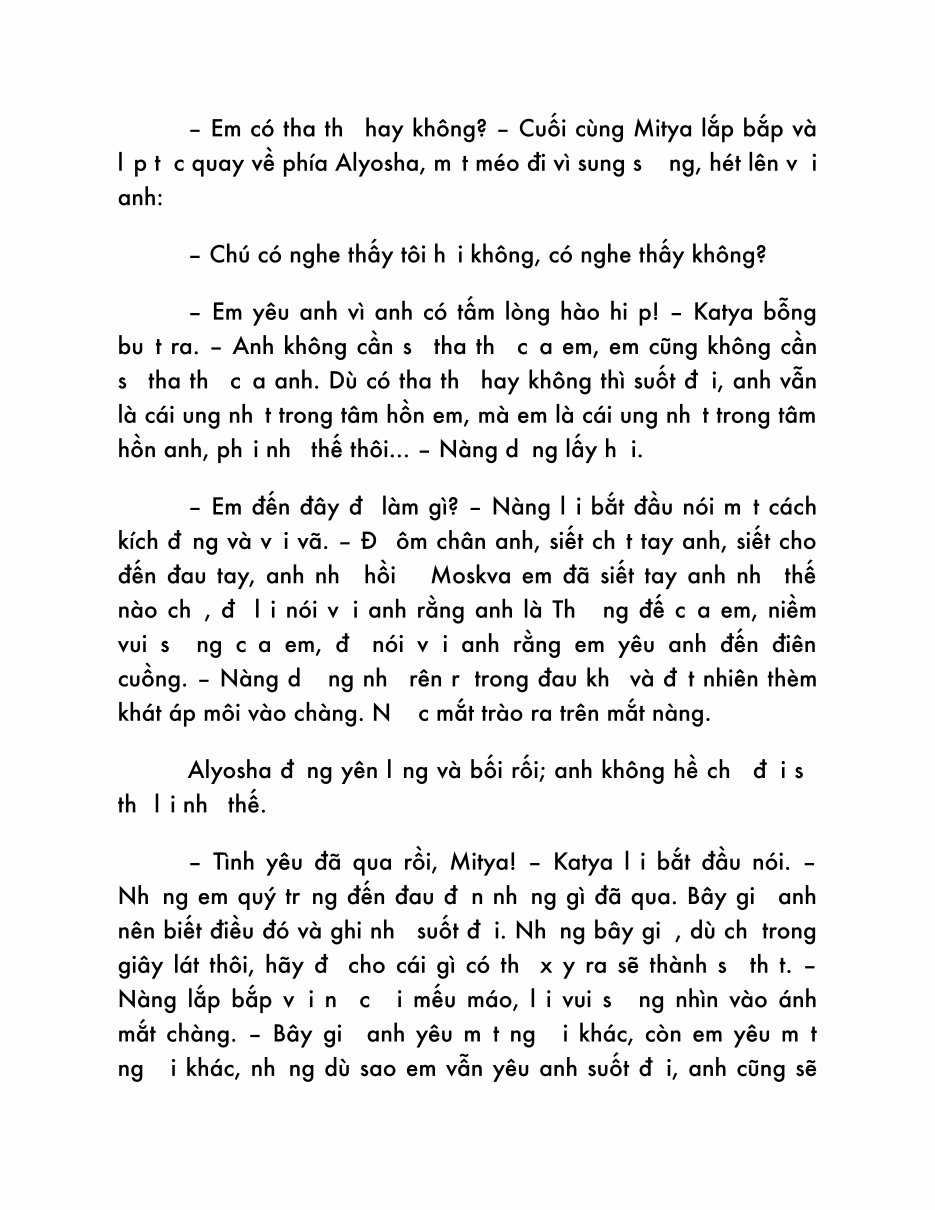 – Em có tha th hay không? – Cuối cùng Mitya lắp bắp và
l p t c quay về phía Alyosha, m t méo đi vì sung s ng, hét lên v i
anh:
– Chú có nghe thấy tôi h i không, có nghe thấy không?
– Em yêu anh vì anh có tấm lòng hào hi p! – Katya bỗng
bu t ra. – Anh không cần s tha th c a em, em cũng không cần
s tha th c a anh. Dù có tha th hay không thì suốt đ i, anh vẫn
là cái ung nh t trong tâm hồn em, mà em là cái ung nh t trong tâm
hồn anh, ph i nh thế thôi... – Nàng d ng lấy h i.
– Em đến đây đ làm gì? – Nàng l i bắt đầu nói m t cách
kích đ ng và v i vã. – Đ ôm chân anh, siết ch t tay anh, siết cho
đến đau tay, anh nh hồi Moskva em đã siết tay anh nh thế
nào ch , đ l i nói v i anh rằng anh là Th ng đế c a em, niềm
vui s ng c a em, đ nói v i anh rằng em yêu anh đến điên
cuồng. – Nàng d ng nh rên r trong đau kh và đ t nhiên thèm
khát áp môi vào chàng. N c mắt trào ra trên mắt nàng.
Alyosha đ ng yên l ng và bối rối; anh không hề ch đ i s
th l i nh thế.
– Tình yêu đã qua rồi, Mitya! – Katya l i bắt đầu nói. –
Nh ng em quý tr ng đến đau đ n nh ng gì đã qua. Bây gi anh
nên biết điều đó và ghi nh suốt đ i. Nh ng bây gi , dù ch trong
giây lát thôi, hãy đ cho cái gì có th x y ra sẽ thành s th t. –
Nàng lắp bắp v i n c i mếu máo, l i vui s ng nhìn vào ánh
mắt chàng. – Bây gi anh yêu m t ng i khác, còn em yêu m t
ng i khác, nh ng dù sao em vẫn yêu anh suốt đ i, anh cũng sẽ